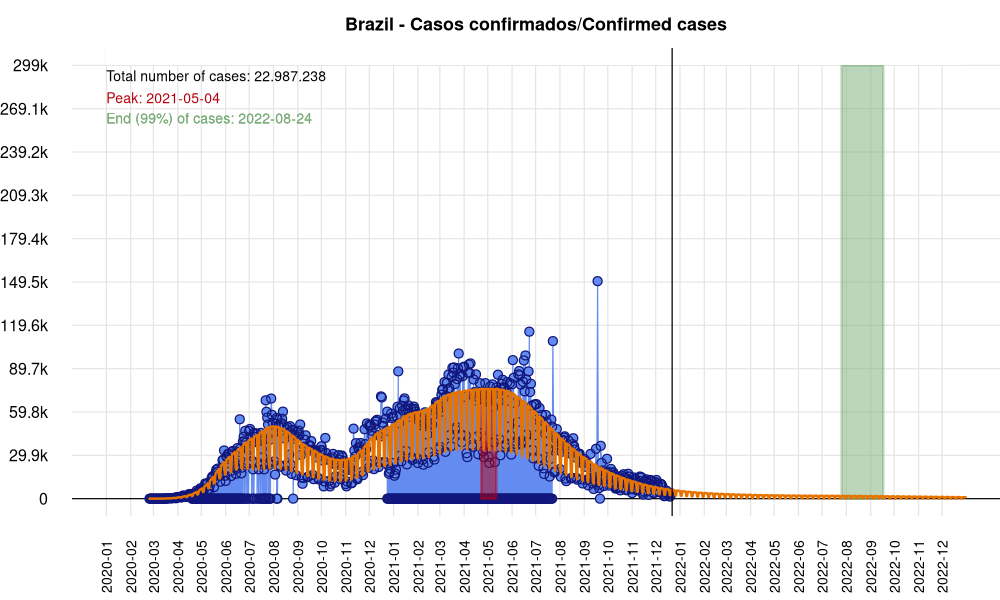 Brazil - Casos confirmados/Confirmed cases
299k
269.1k
239.2k
209.3k
179.4k
149.5k
119.6k
89.7k
59.8k
29.9k
0
Total number of cases: 22.987.238
Peak: 2021-05-04
End (99%) of cases: 2022-08-24
2020-01
2020-02
2020-03
2020-04
2020-05
2020-06
2020-07
2020-08
2020-09
2020-10
2020-11
2020-12
2021-01
2021-02
2021-03
2021-04
2021-05
2021-06
2021-07
2021-08
2021-09
2021-10
2021-11
2021-12
2022-01
2022-02
2022-03
2022-04
2022-05
2022-06
2022-07
2022-08
2022-09
2022-10
2022-11
2022-12